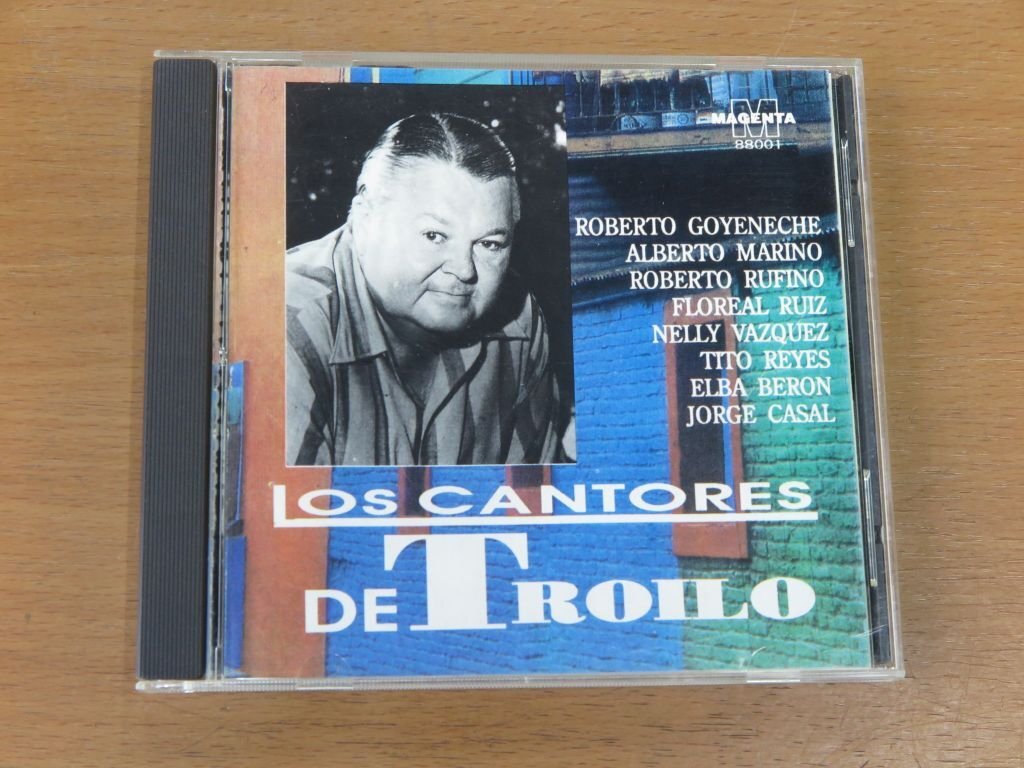 MAGENTA
88001
ROBERTO GOYENECHE
ALBERTO MARINO
ROBERTO RUFINO
FLOREAL RUIZ
NELLY VAZQUEZ
TITO REYES
ELBA BERON
JORGE CASAL
LOS CANTORES
DE TROILO